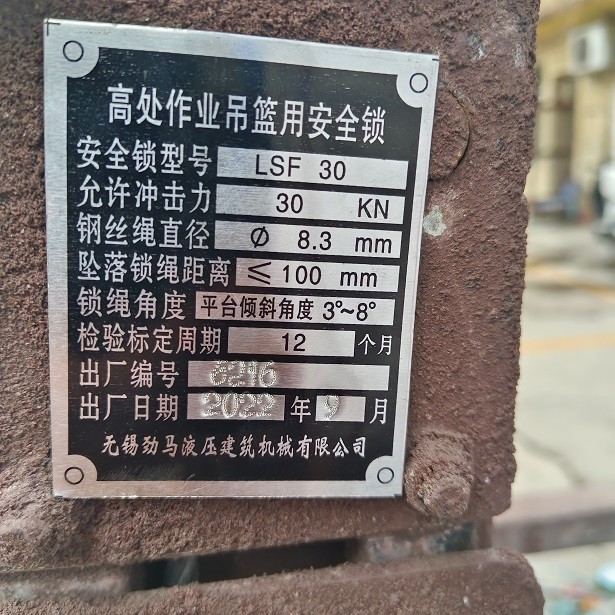 高处作业吊篮用安全锁
安全锁型号 LSF 30
允许冲击力 30 KN
钢丝绳直径 Ø 8.3 mm
坠落锁绳距离 ≤100 mm
锁绳角度 平台倾斜角度 3°~8°
检验标定周期 12 个月
出厂编号 8216
出厂日期 2022 年 9 月
无锡劲马液压建筑机械有限公司